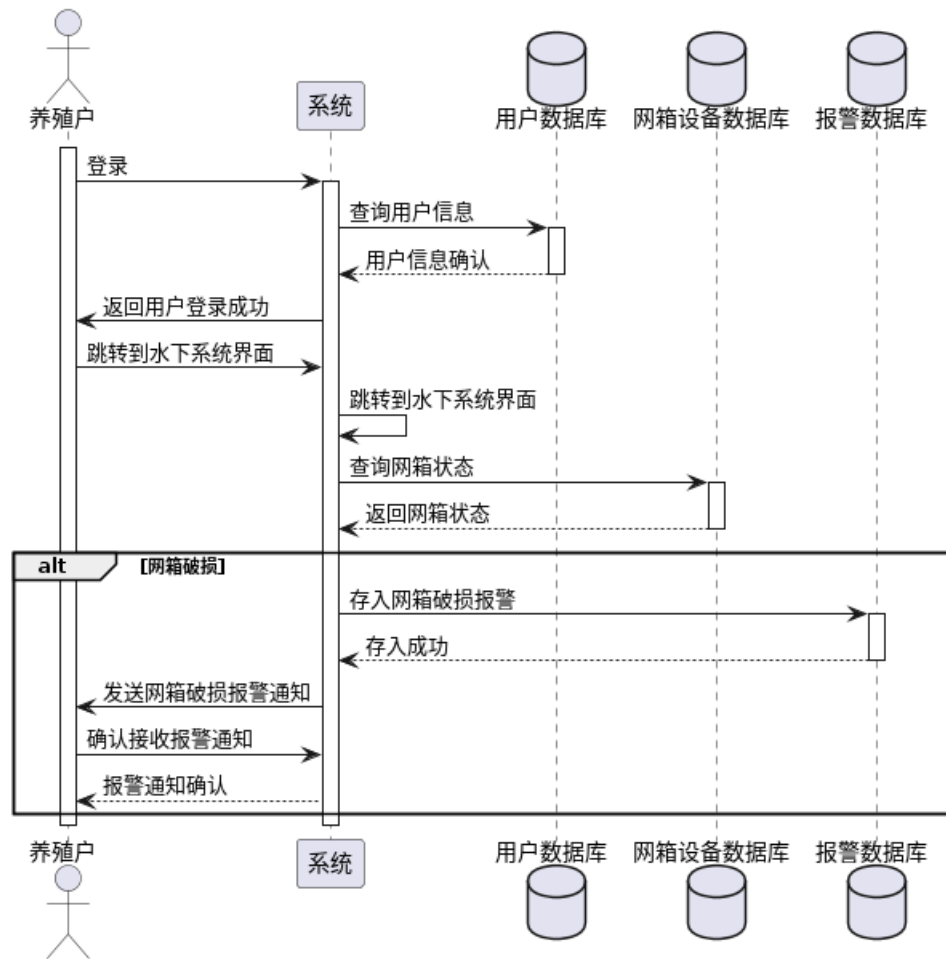 养殖户
系统
用户数据库
网箱设备数据库
报警数据库
登录
查询用户信息
用户信息确认
返回用户登录成功
跳转到水下系统界面
跳转到水下系统界面
查询网箱状态
返回网箱状态
alt [网箱破损]
存入网箱破损报警
存入成功
发送网箱破损报警通知
确认接收报警通知
报警通知确认
养殖户
系统
用户数据库
网箱设备数据库
报警数据库